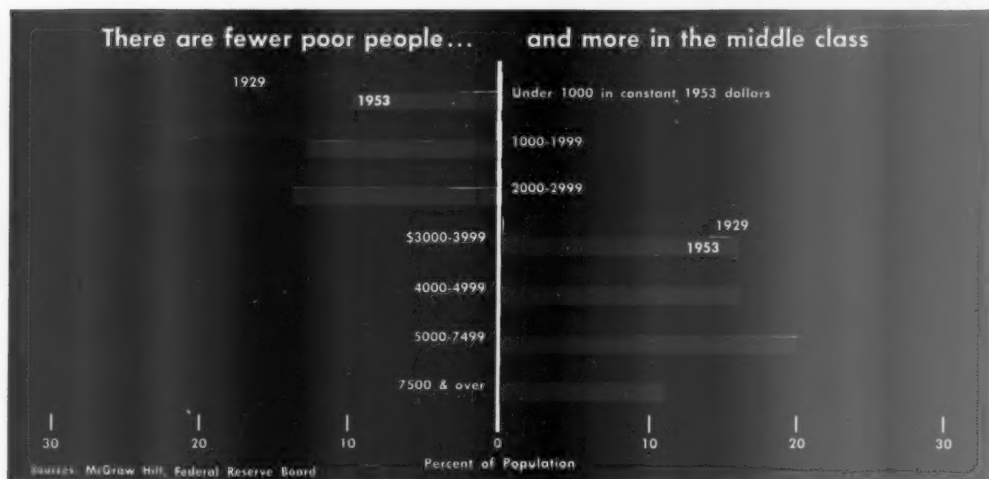 There are fewer poor people... and more in the middle class
1929
1953
Under 1000 in constant 1953 dollars
1000-1999
2000-2999
1929
$3000-3999
1953
4000-4999
5000-7499
7500 & over
30 20 10 0 10 20 30
Percent of Population
Sources: McGraw Hill, Federal Reserve Board